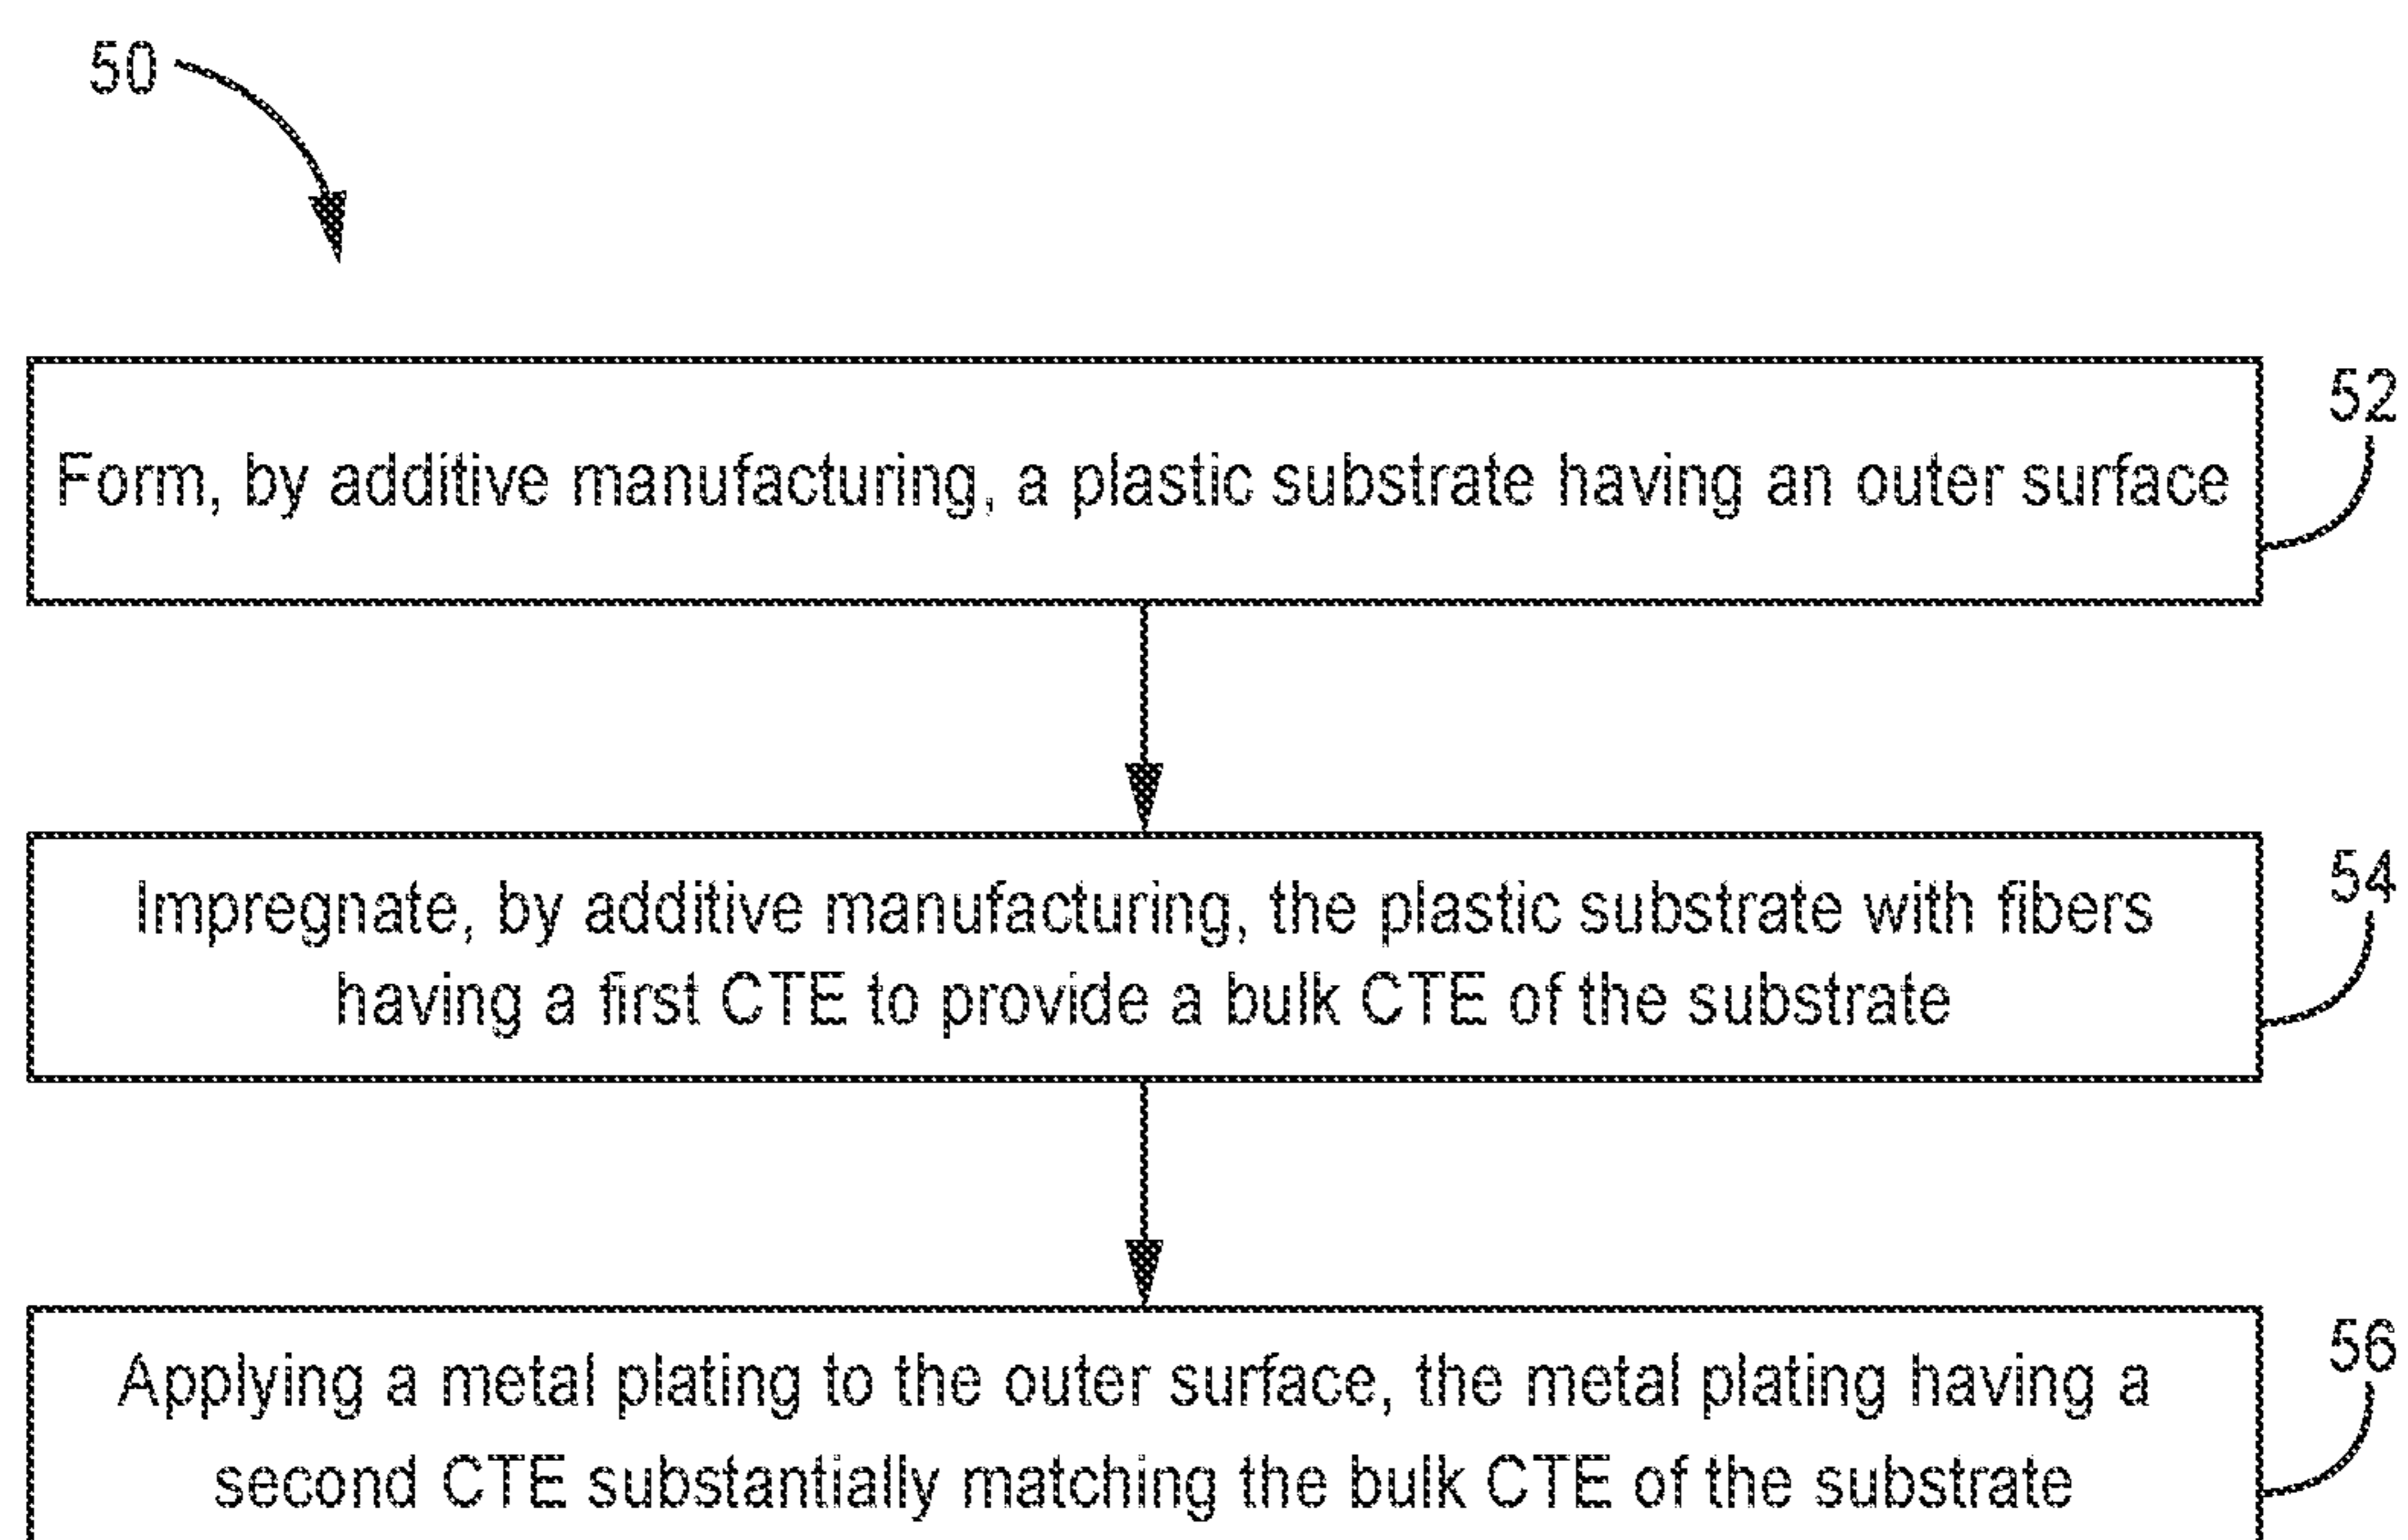 50
52
Form, by additive manufacturing, a plastic substrate having an outer surface
54
Impregnate, by additive manufacturing, the plastic substrate with fibers
having a first CTE to provide a bulk CTE of the substrate
56
Applying a metal plating to the outer surface, the metal plating having a
second CTE substantially matching the bulk CTE of the substrate